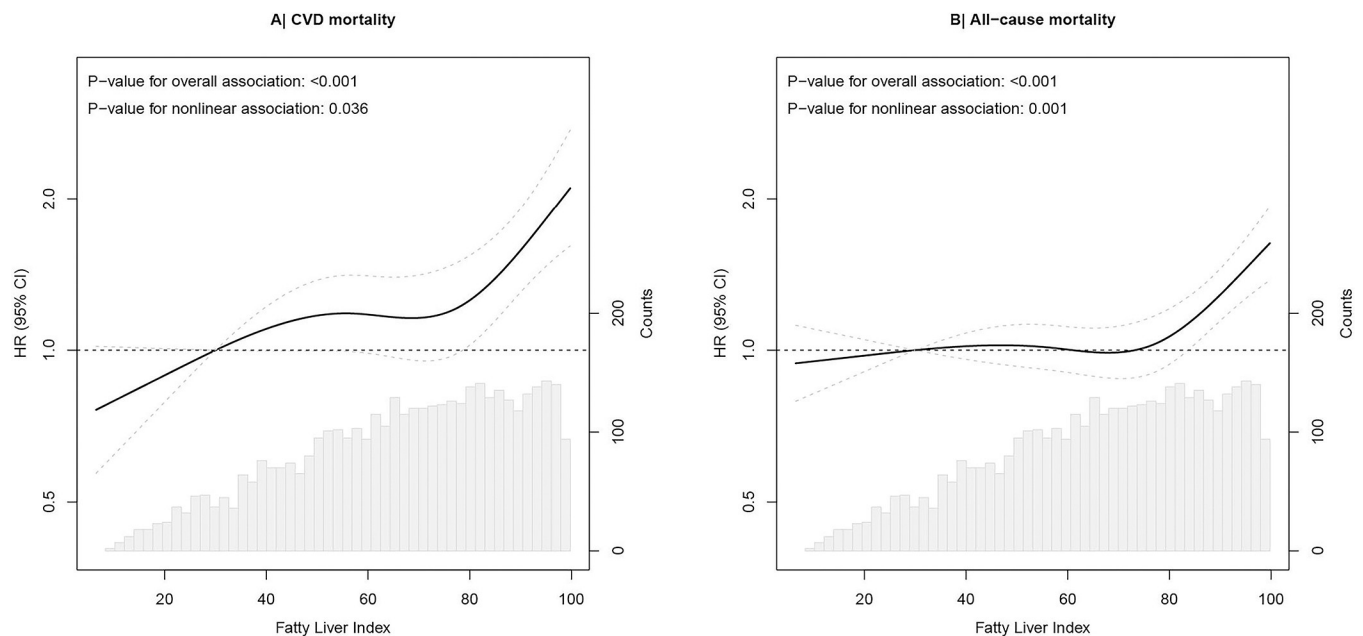 A| CVD mortality
P−value for overall association: <0.001
P−value for nonlinear association: 0.036
HR (95% CI)
2.0
1.0
0.5
200
100
0
Counts
20 40 60 80 100
Fatty Liver Index
B| All−cause mortality
P−value for overall association: <0.001
P−value for nonlinear association: 0.001
HR (95% CI)
2.0
1.0
0.5
200
100
0
Counts
20 40 60 80 100
Fatty Liver Index